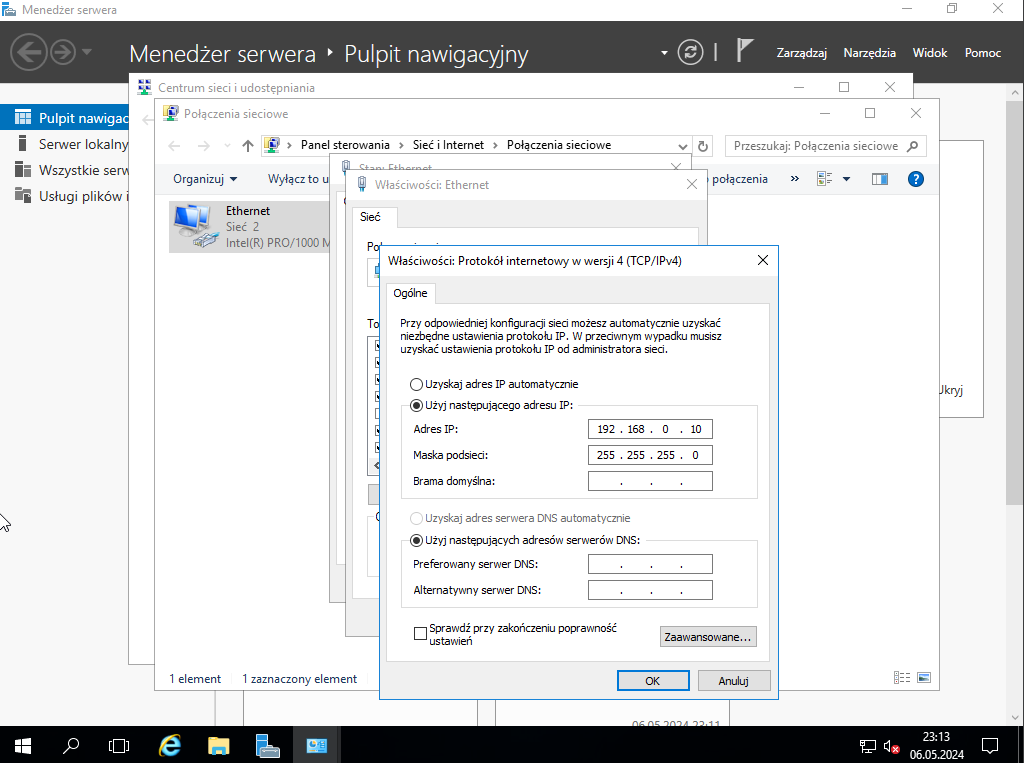 Menedżer serwera
Menedżer serwera ‣ Pulpit nawigacyjny
Zarządzaj Narzędzia Widok Pomoc
Pulpit nawigac
Serwer lokalny
Wszystkie serw
Usługi plików i
Centrum sieci i udostępniania
Połączenia sieciowe
Panel sterowania > Sieć i Internet > Połączenia sieciowe
Przeszukaj: Połączenia sieciowe
Organizuj
Wyłącz to u
połączenia
»
Ethernet
Sieć 2
Intel(R) PRO/1000 M
Stan: Ethernet
Właściwości: Ethernet
Sieć
Właściwości: Protokół internetowy w wersji 4 (TCP/IPv4)
Ogólne
Przy odpowiedniej konfiguracji sieci możesz automatycznie uzyskać
niezbędne ustawienia protokołu IP. W przeciwnym wypadku musisz
uzyskać ustawienia protokołu IP od administratora sieci.
Uzyskaj adres IP automatycznie
Użyj następującego adresu IP:
Adres IP: 192 . 168 . 0 . 10
Maska podsieci: 255 . 255 . 255 . 0
Brama domyślna: . . .
Uzyskaj adres serwera DNS automatycznie
Użyj następujących adresów serwerów DNS:
Preferowany serwer DNS: . . .
Alternatywny serwer DNS: . . .
Sprawdź przy zakończeniu poprawność
ustawień
Zaawansowane...
OK
Anuluj
Ukryj
1 element
1 zaznaczony element
06.05.2024 23:11
23:13
06.05.2024